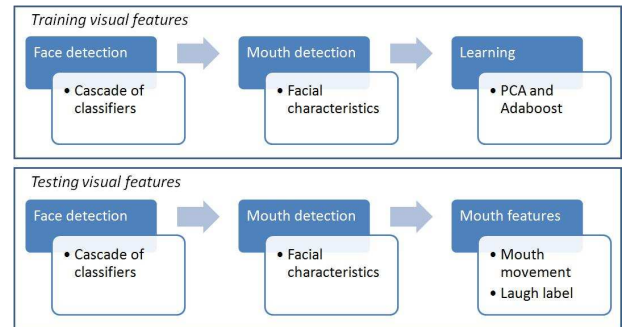 Training visual features
Face detection
Mouth detection
Learning
• Cascade of
classifiers
• Facial
characteristics
• PCA and
Adaboost
Testing visual features
Face detection
Mouth detection
Mouth features
• Cascade of
classifiers
• Facial
characteristics
• Mouth
movement
• Laugh label